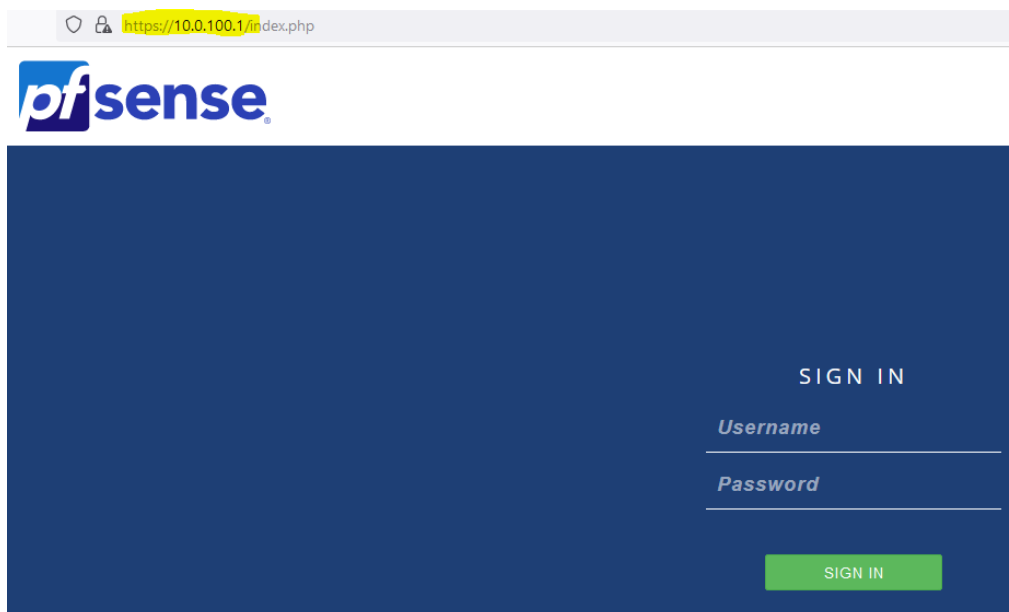 https://10.0.100.1/index.php
pfsense®
SIGN IN
Username
Password
SIGN IN